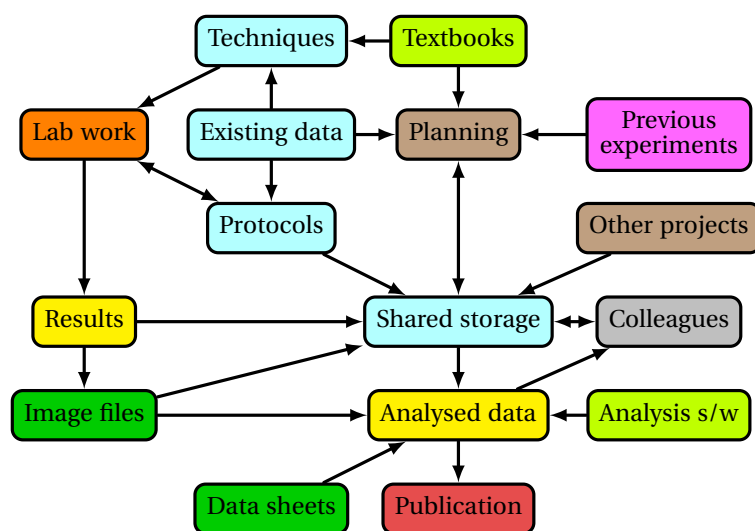 Techniques
Textbooks
Lab work
Existing data
Planning
Previous
experiments
Protocols
Other projects
Results
Shared storage
Colleagues
Image files
Analysed data
Analysis s/w
Data sheets
Publication